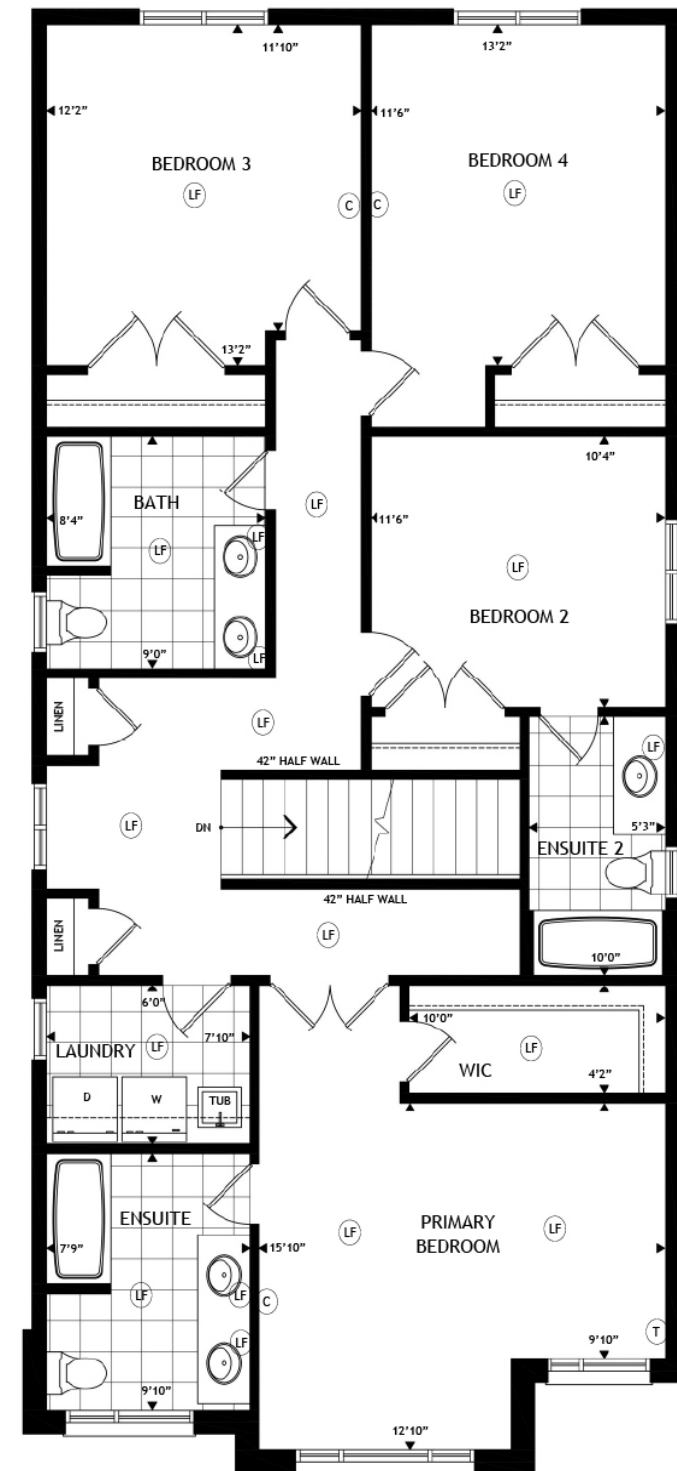 11'10"
13'2"
12'2"
11'6"
BEDROOM 3
BEDROOM 4
LF
LF
C
C
13'2"
10'4"
BATH
LF
8'4"
11'6"
LF
LF
LF
BEDROOM 2
9'0"
LF
LINEN
LF
42" HALF WALL
LF
LF
DN
5'3"
ENSUITE 2
42" HALF WALL
LINEN
LF
10'0"
6'0"
10'0"
7'10"
LAUNDRY
LF
LF
WIC
4'2"
D
W
TUB
ENSUITE
PRIMARY
BEDROOM
LF
LF
7'9"
15'10"
LF
LF
C
T
LF
9'10"
9'10"
12'10"